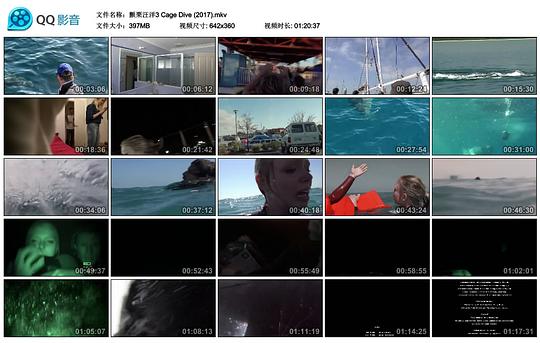 QQ 影音
文件名称：颤栗汪洋3 Cage Dive (2017).mkv
文件大小：397MB 视频尺寸: 642x360 视频时长: 01:20:37
00:03:06 00:06:12 00:09:18 00:12:24 00:15:30
00:18:36 00:21:42 00:24:48 00:27:54 00:31:00
00:34:06 00:37:12 00:40:18 00:43:24 00:46:30
00:49:37 00:52:43 00:55:49 00:58:55 01:02:01
01:05:07 01:08:13 01:11:19 01:14:25 01:17:31